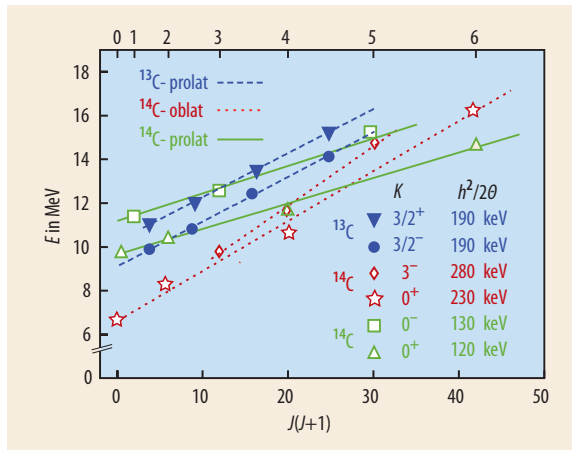 0 1 2 3 4 5 6
18
16
14
12
10
8
6
0
E in MeV
¹³C- prolat
¹⁴C- oblat
¹⁴C- prolat
K h²/2θ
¹³C
3/2⁺ 190 keV
3/2⁻ 190 keV
¹⁴C
3⁻ 280 keV
0⁺ 230 keV
¹⁴C
0⁻ 130 keV
0⁺ 120 keV
0 10 20 30 40 50
J(J+1)